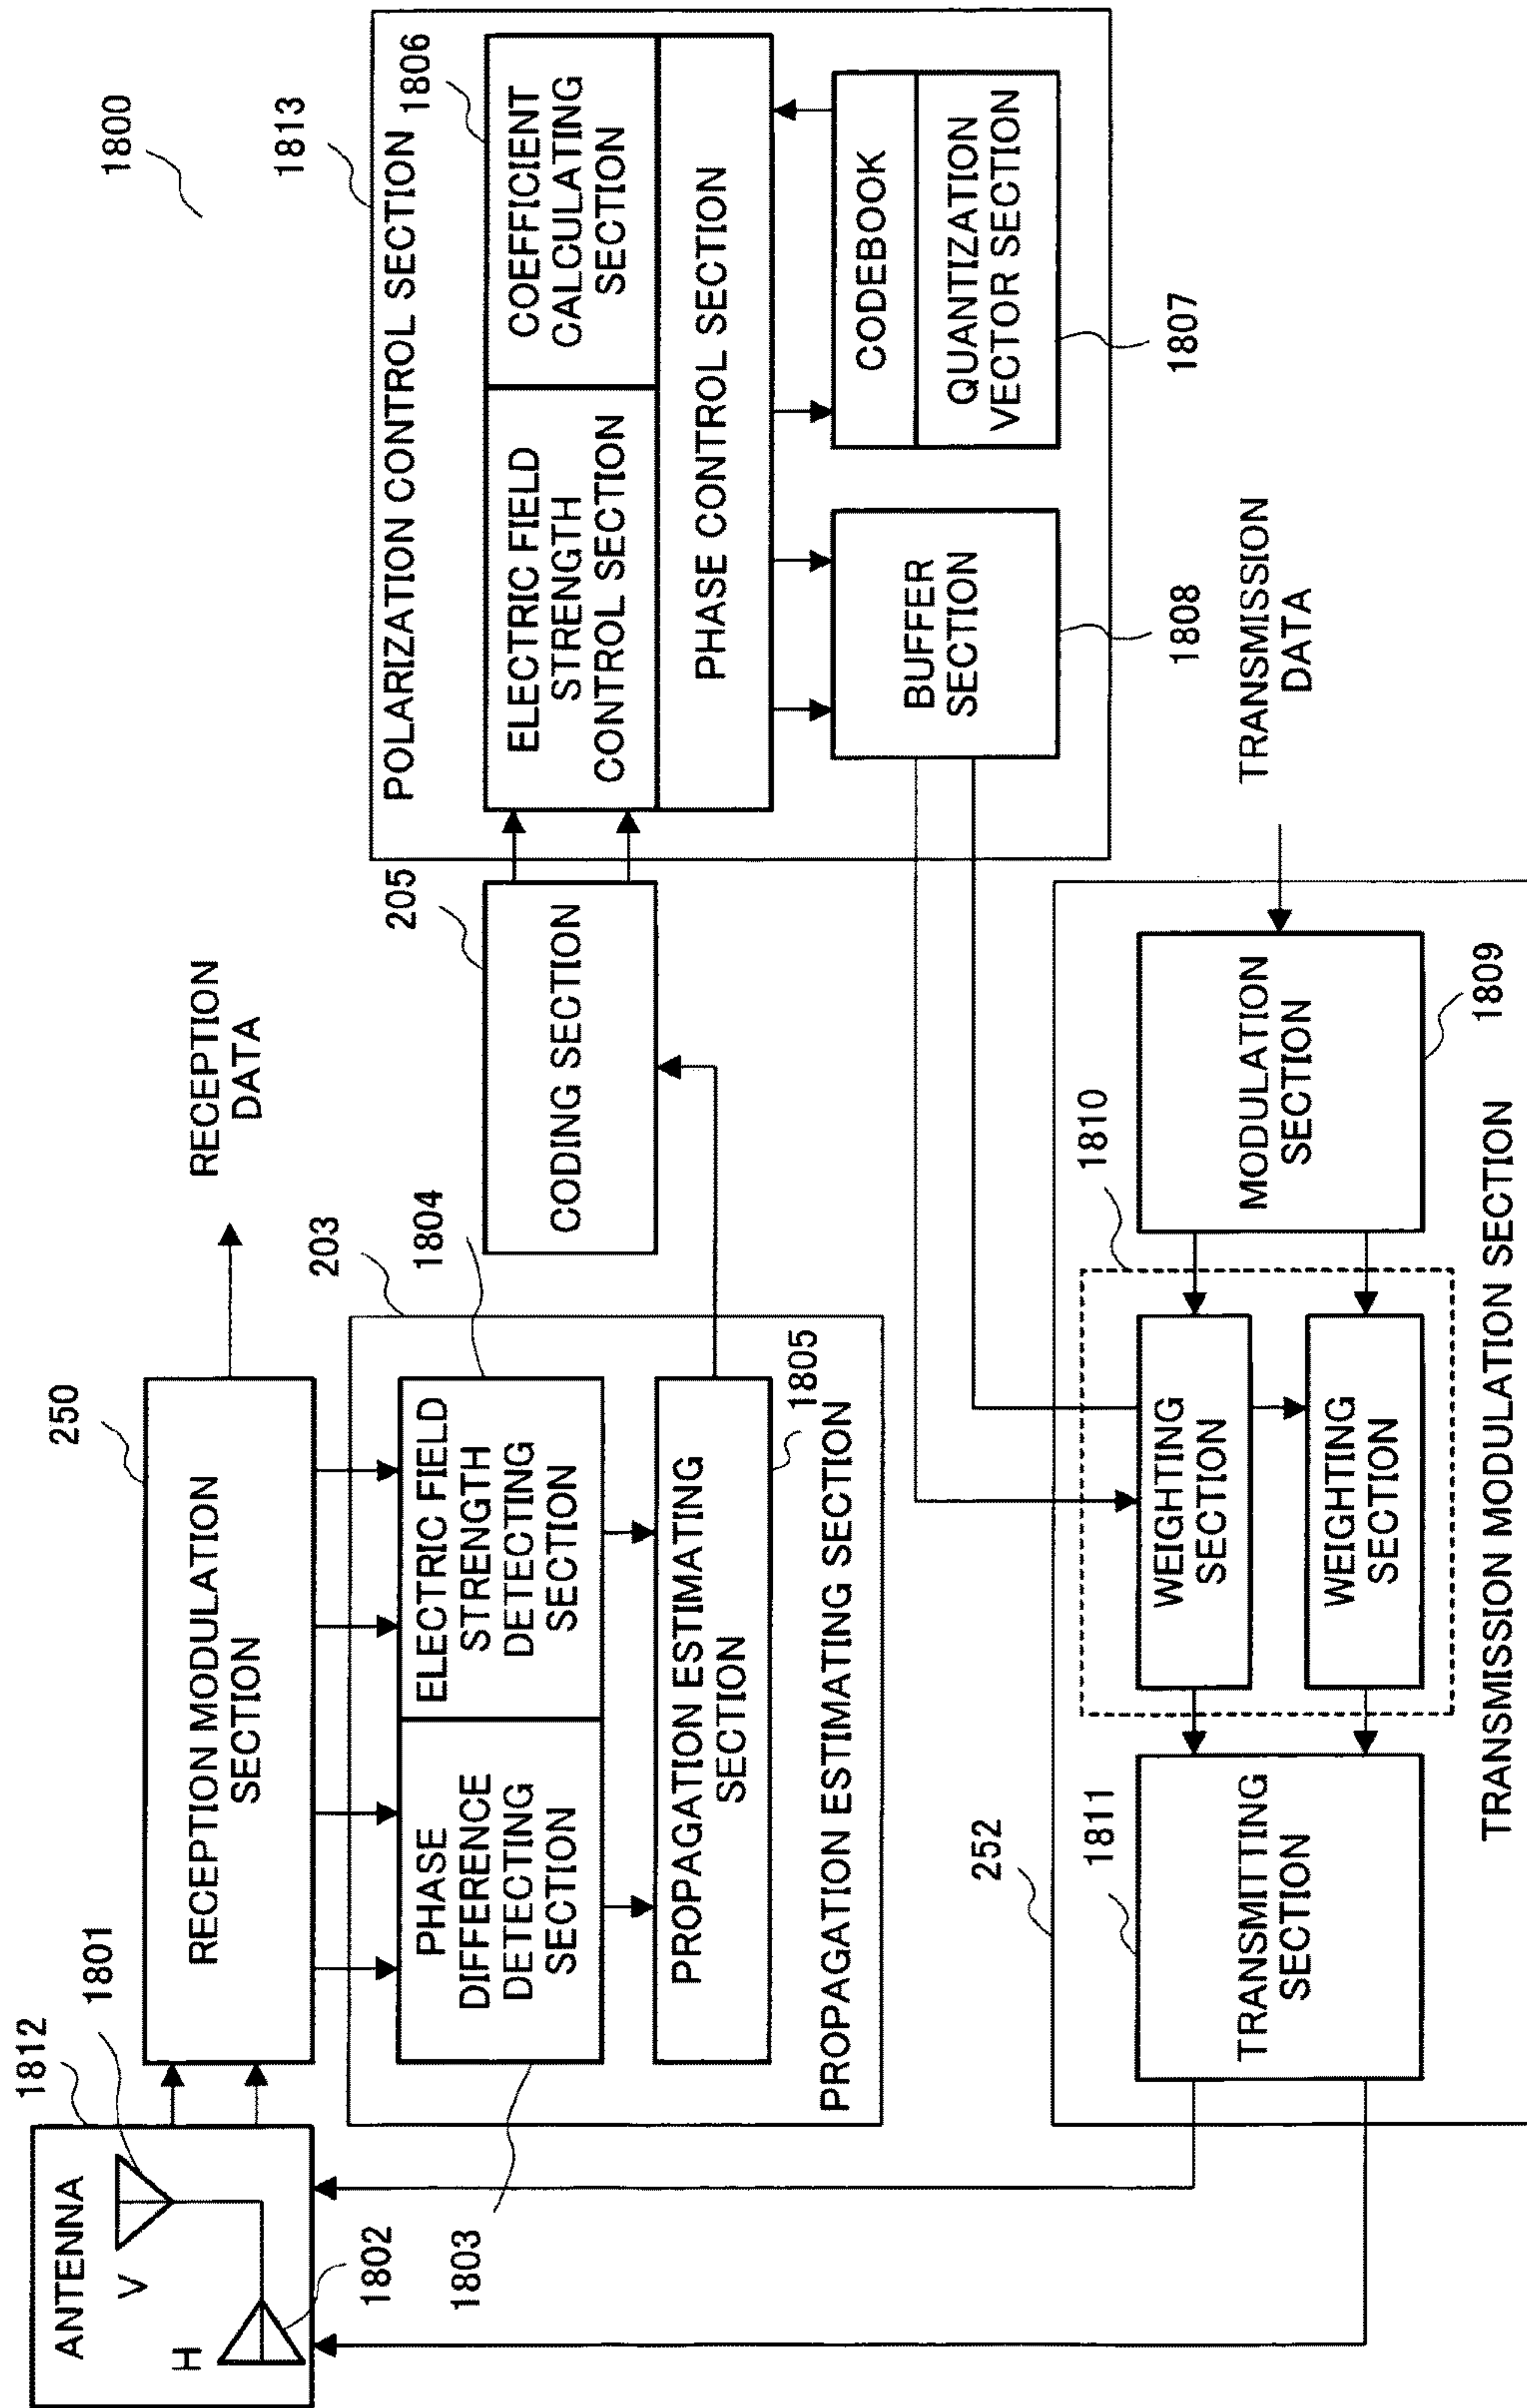 1800
ANTENNA
V
H
1812
1801
1802
250
RECEPTION MODULATION
SECTION
RECEPTION
DATA
203
1804
PHASE
DIFFERENCE
DETECTING
SECTION
ELECTRIC FIELD
STRENGTH
DETECTING
SECTION
1803
PROPAGATION ESTIMATING
SECTION
1805
PROPAGATION ESTIMATING SECTION
205
CODING SECTION
1813
POLARIZATION CONTROL SECTION
1806
ELECTRIC FIELD
STRENGTH
CONTROL SECTION
COEFFICIENT
CALCULATING
SECTION
PHASE CONTROL SECTION
BUFFER
SECTION
1808
CODEBOOK
QUANTIZATION
VECTOR SECTION
1807
TRANSMISSION
DATA
252
1811
TRANSMITTING
SECTION
1810
WEIGHTING
SECTION
WEIGHTING
SECTION
MODULATION
SECTION
1809
TRANSMISSION MODULATION SECTION